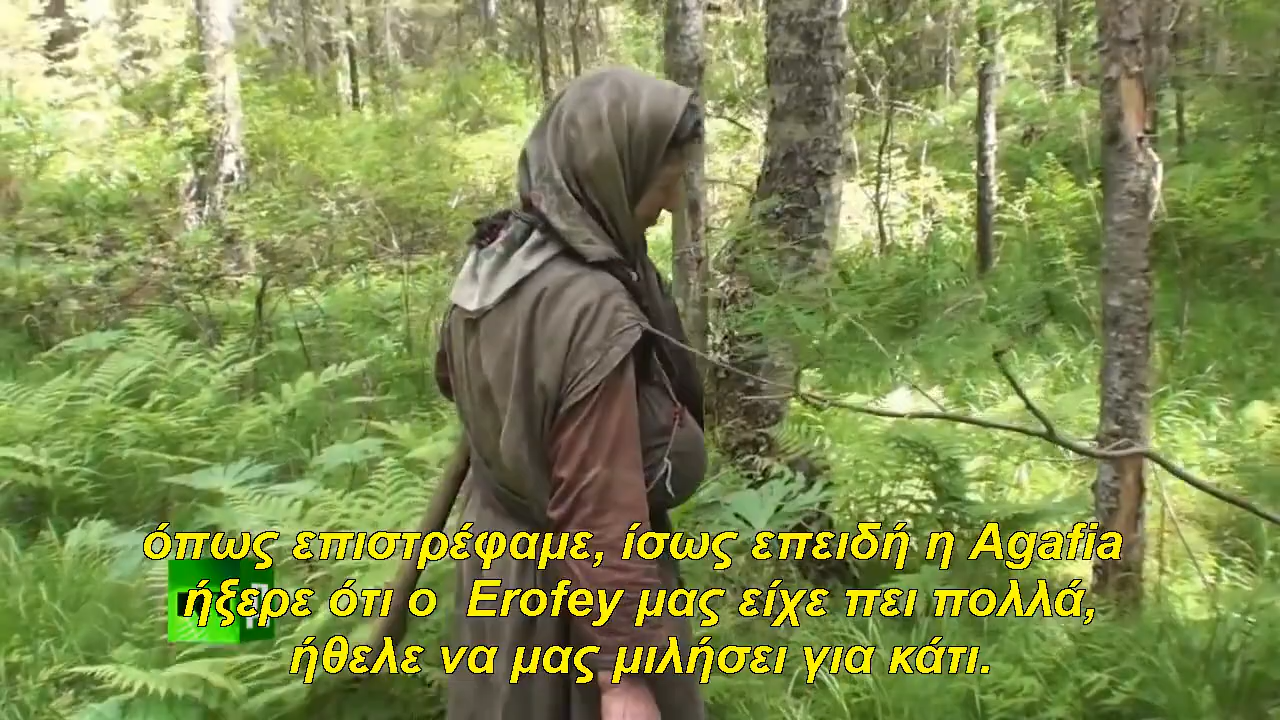 όπως επιστρέφαμε, ίσως επειδή η Agafia
ήξερε ότι ο  Erofey μας είχε πει πολλά,
ήθελε να μας μιλήσει για κάτι.